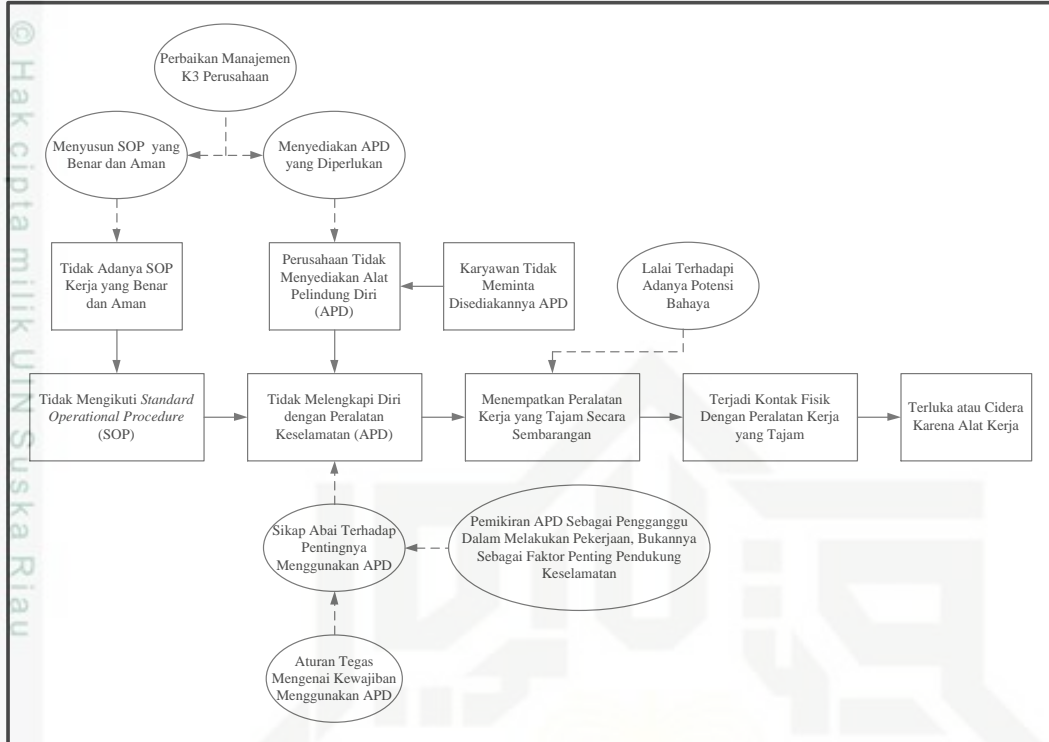 © Hak cipta milik UIN Suska Riau
Perbaikan Manajemen
K3 Perusahaan
Menyusun SOP yang
Benar dan Aman
Menyediakan APD
yang Diperlukan
Tidak Adanya SOP
Kerja yang Benar
dan Aman
Perusahaan Tidak
Menyediakan Alat
Pelindung Diri
(APD)
Karyawan Tidak
Meminta
Disediakannya APD
Lalai Terhadapi
Adanya Potensi
Bahaya
Tidak Mengikuti Standard
Operational Procedure
(SOP)
Tidak Melengkapi Diri
dengan Peralatan
Keselamatan (APD)
Menempatkan Peralatan
Kerja yang Tajam Secara
Sembarangan
Terjadi Kontak Fisik
Dengan Peralatan Kerja
yang Tajam
Terluka atau Cidera
Karena Alat Kerja
Sikap Abai Terhadap
Pentingnya
Menggunakan APD
Pemikiran APD Sebagai Pengganggu
Dalam Melakukan Pekerjaan, Bukannya
Sebagai Faktor Penting Pendukung
Keselamatan
Aturan Tegas
Mengenai Kewajiban
Menggunakan APD